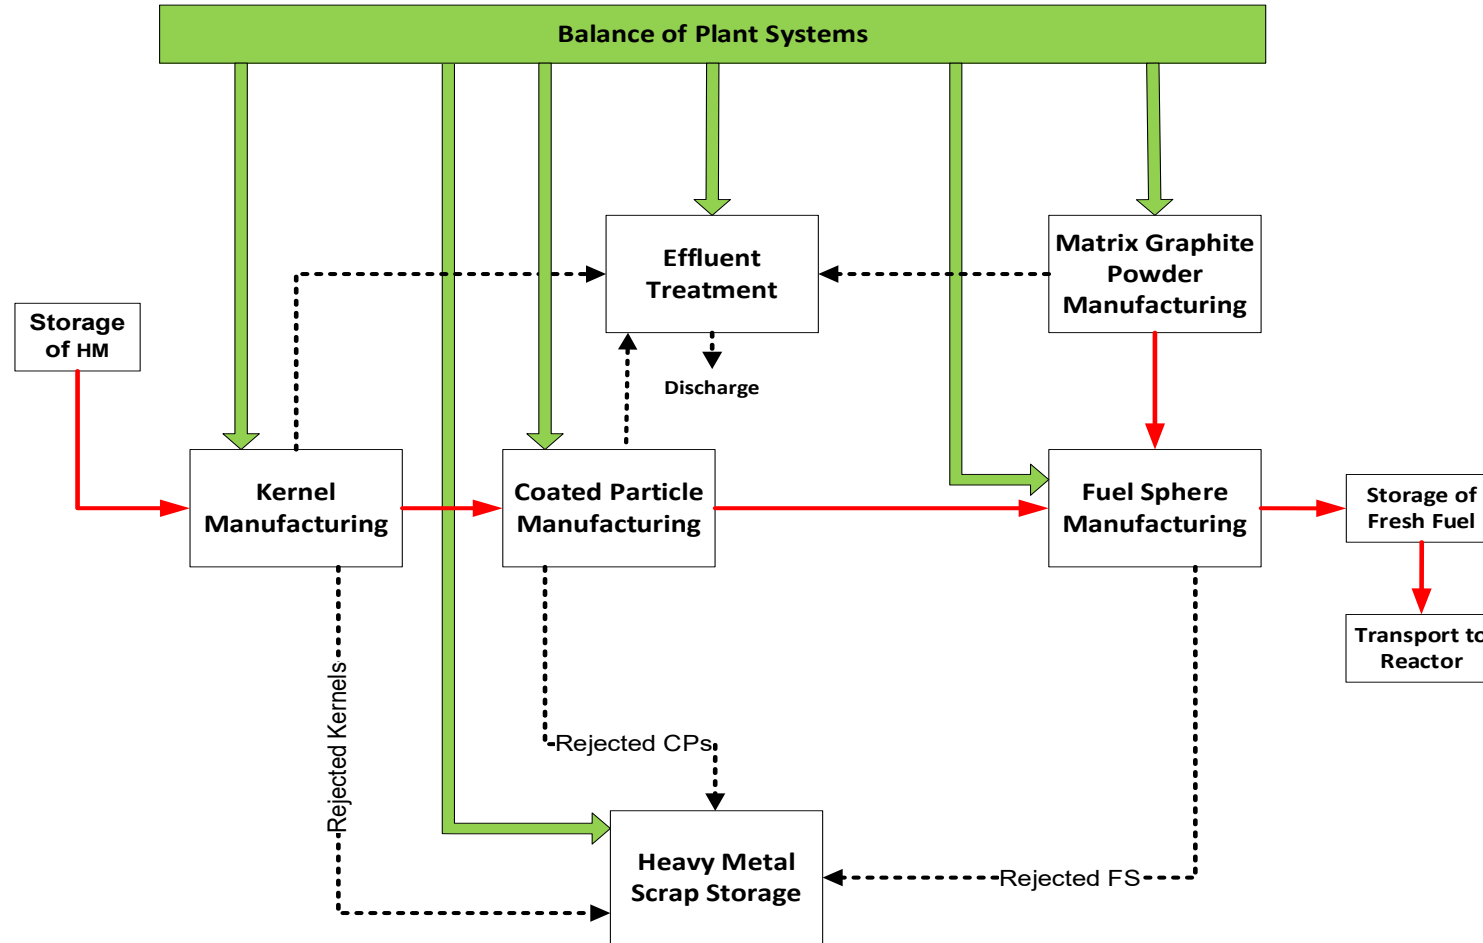 Balance of Plant Systems
Effluent
Treatment
Matrix Graphite
Powder
Manufacturing
Storage
of HM
Discharge
Kernel
Manufacturing
Coated Particle
Manufacturing
Fuel Sphere
Manufacturing
Storage of
Fresh Fuel
Transport to
Reactor
Rejected Kernels
Rejected CPs
Heavy Metal
Scrap Storage
Rejected FS